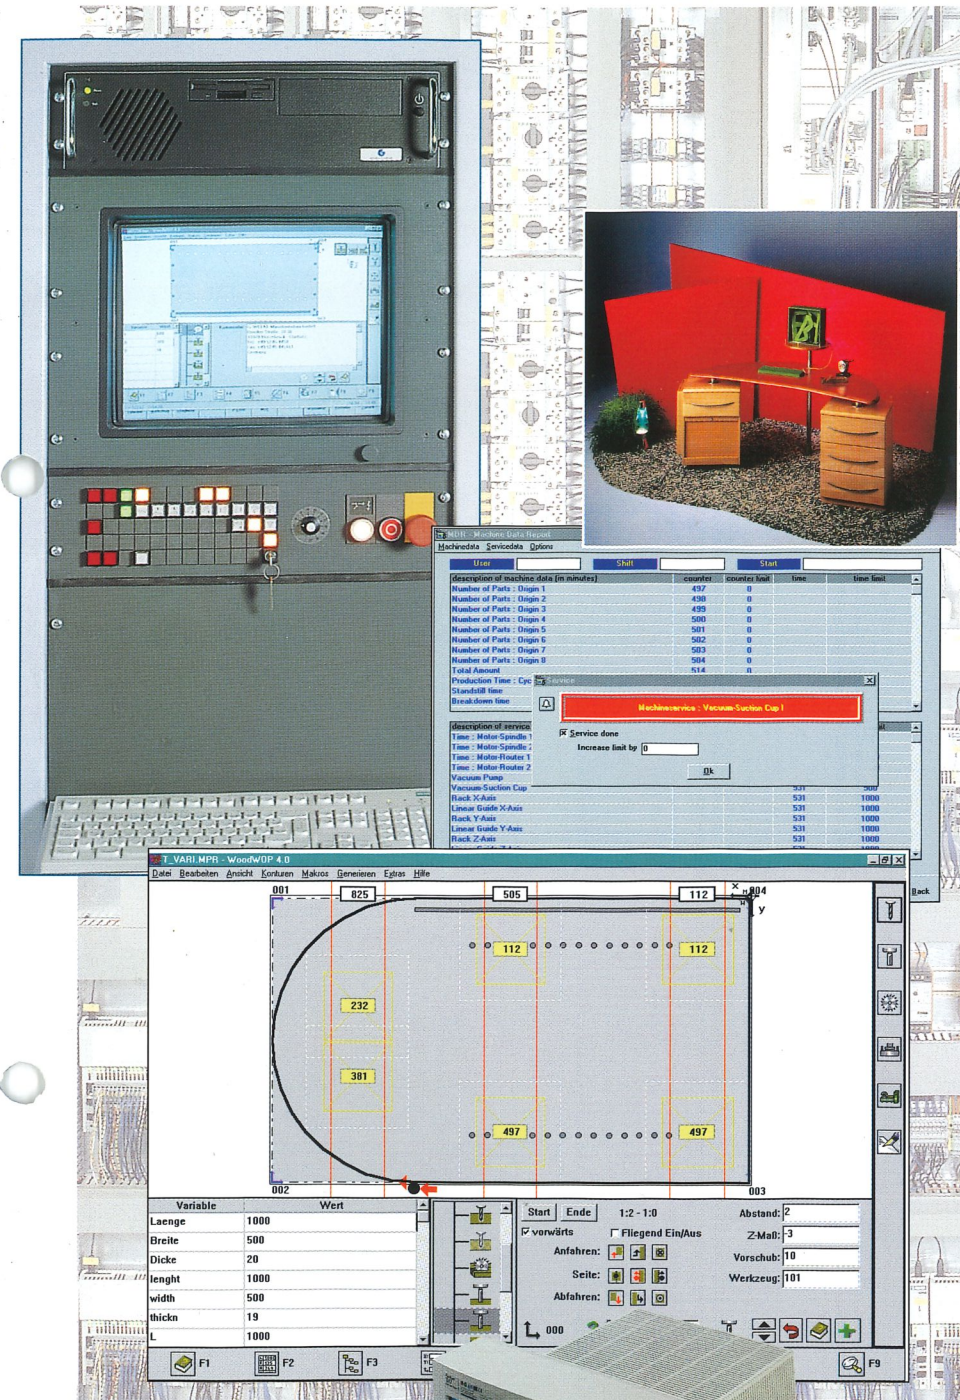 MDR - Machine Data Report
Machinedata Servicedata Options
User Shift Start
description of machine data (in minutes) counter counter limit time time limit
Number of Parts : Origin 1 497 0
Number of Parts : Origin 2 498 0
Number of Parts : Origin 3 499 0
Number of Parts : Origin 4 500 0
Number of Parts : Origin 5 501 0
Number of Parts : Origin 6 502 0
Number of Parts : Origin 7 503 0
Number of Parts : Origin 8 504 0
Total Amount 514 0
Production Time : Cyc
Standstill time
Breakdown time
Service
Machineservice : Vacuum-Suction Cup !
Service done
Increase limit by 0
Ok
description of service
Time : Motor-Spindle 1
Time : Motor-Spindle 2
Time : Motor-Router 1
Time : Motor-Router 2
Vacuum Pump
Vacuum-Suction Cup 531 500
Rack X-Axis 531 1000
Linear Guide X-Axis 531 1000
Rack Y-Axis 531 1000
Linear Guide Y-Axis 531 1000
Rack Z-Axis 531 1000
Back
T_VARI.MPR - WoodWOP 4.0
Datei Bearbeiten Ansicht Konturen Makros Generieren Extras Hilfe
001 825 505 112 X 004
Y
112 112
232
381
497 497
002 003
Variable Wert
Laenge 1000
Breite 500
Dicke 20
lenght 1000
width 500
thickn 19
L 1000
Start Ende 1:2 - 1:0
vorwärts Fliegend Ein/Aus
Anfahren:
Seite:
Abfahren:
000
Abstand: 2
Z-Maß: -3
Vorschub: 10
Werkzeug: 101
F1 F2 F3 F9